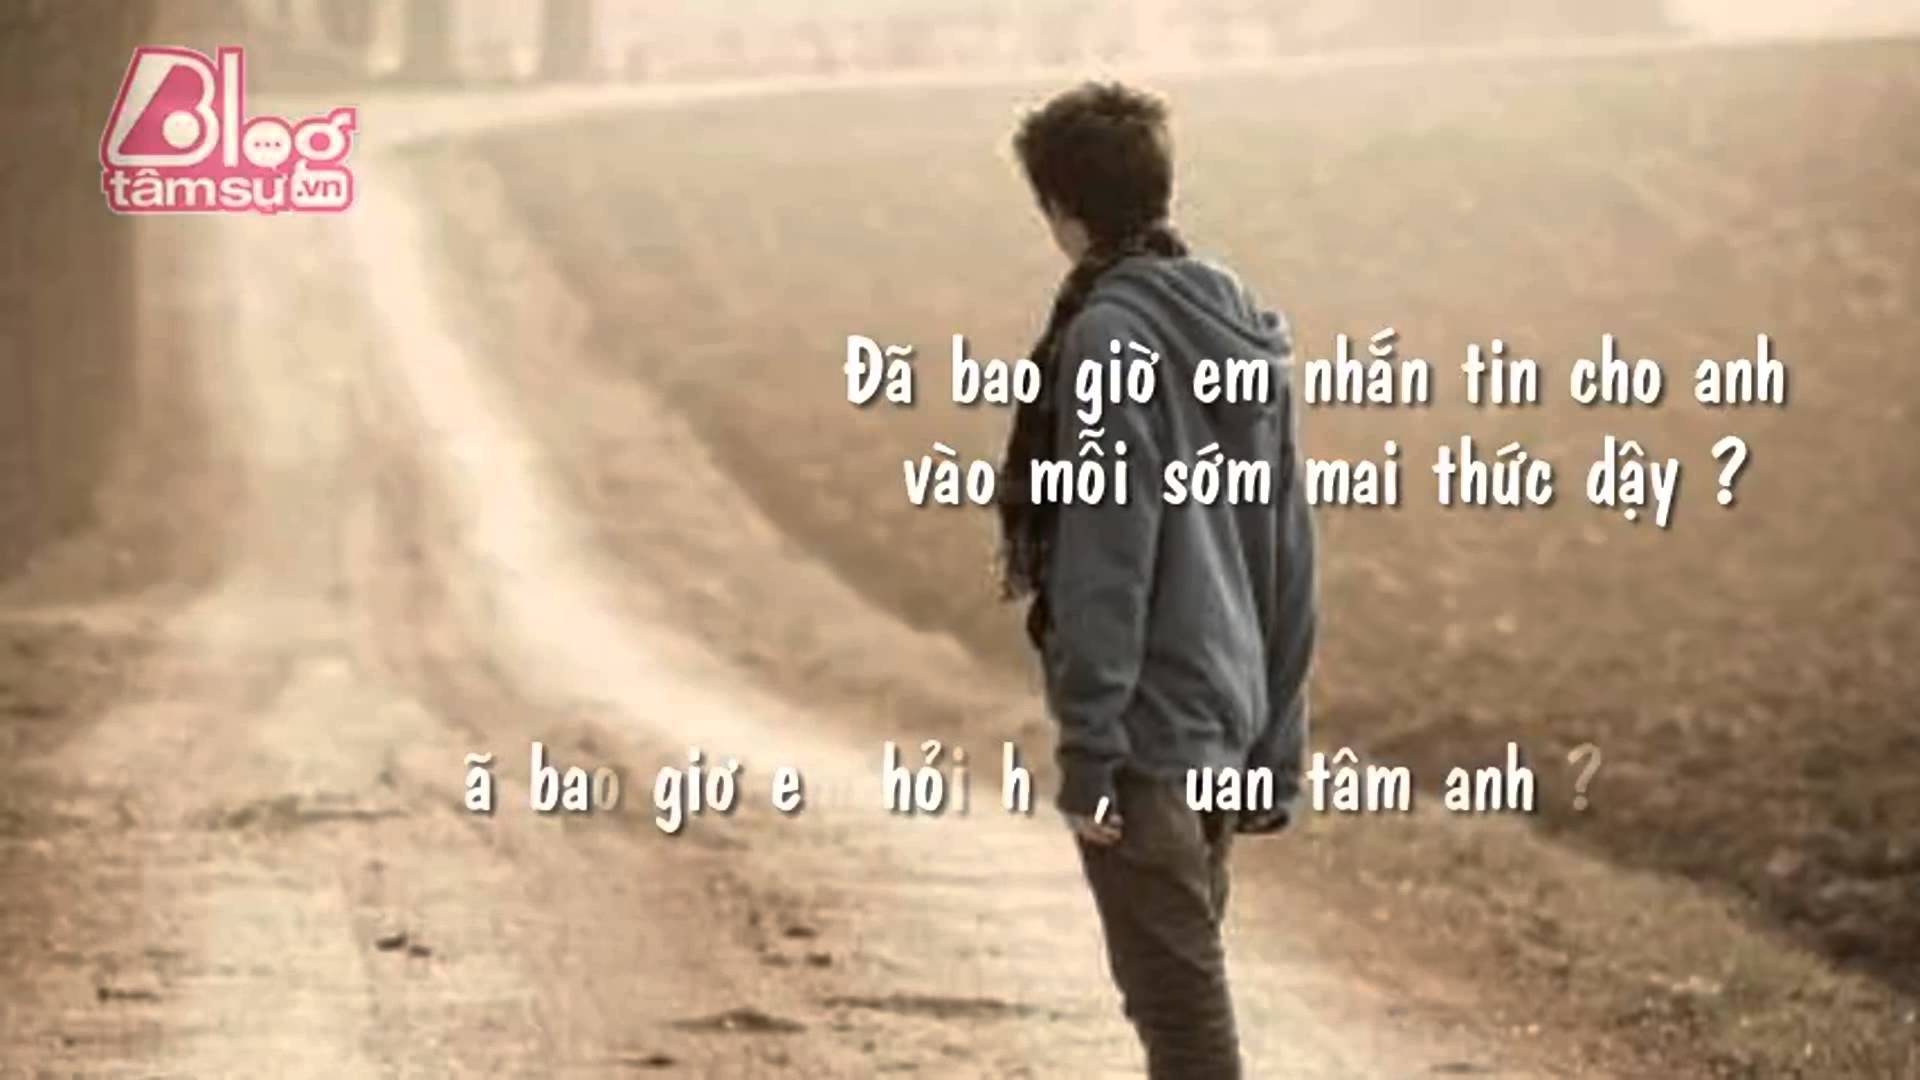 Blog
tâmsự.vn
Đã bao giờ em nhắn tin cho anh
vào mỗi sớm mai thức dậy ?
ã bao giơ e hỏi h , uan tâm anh ?